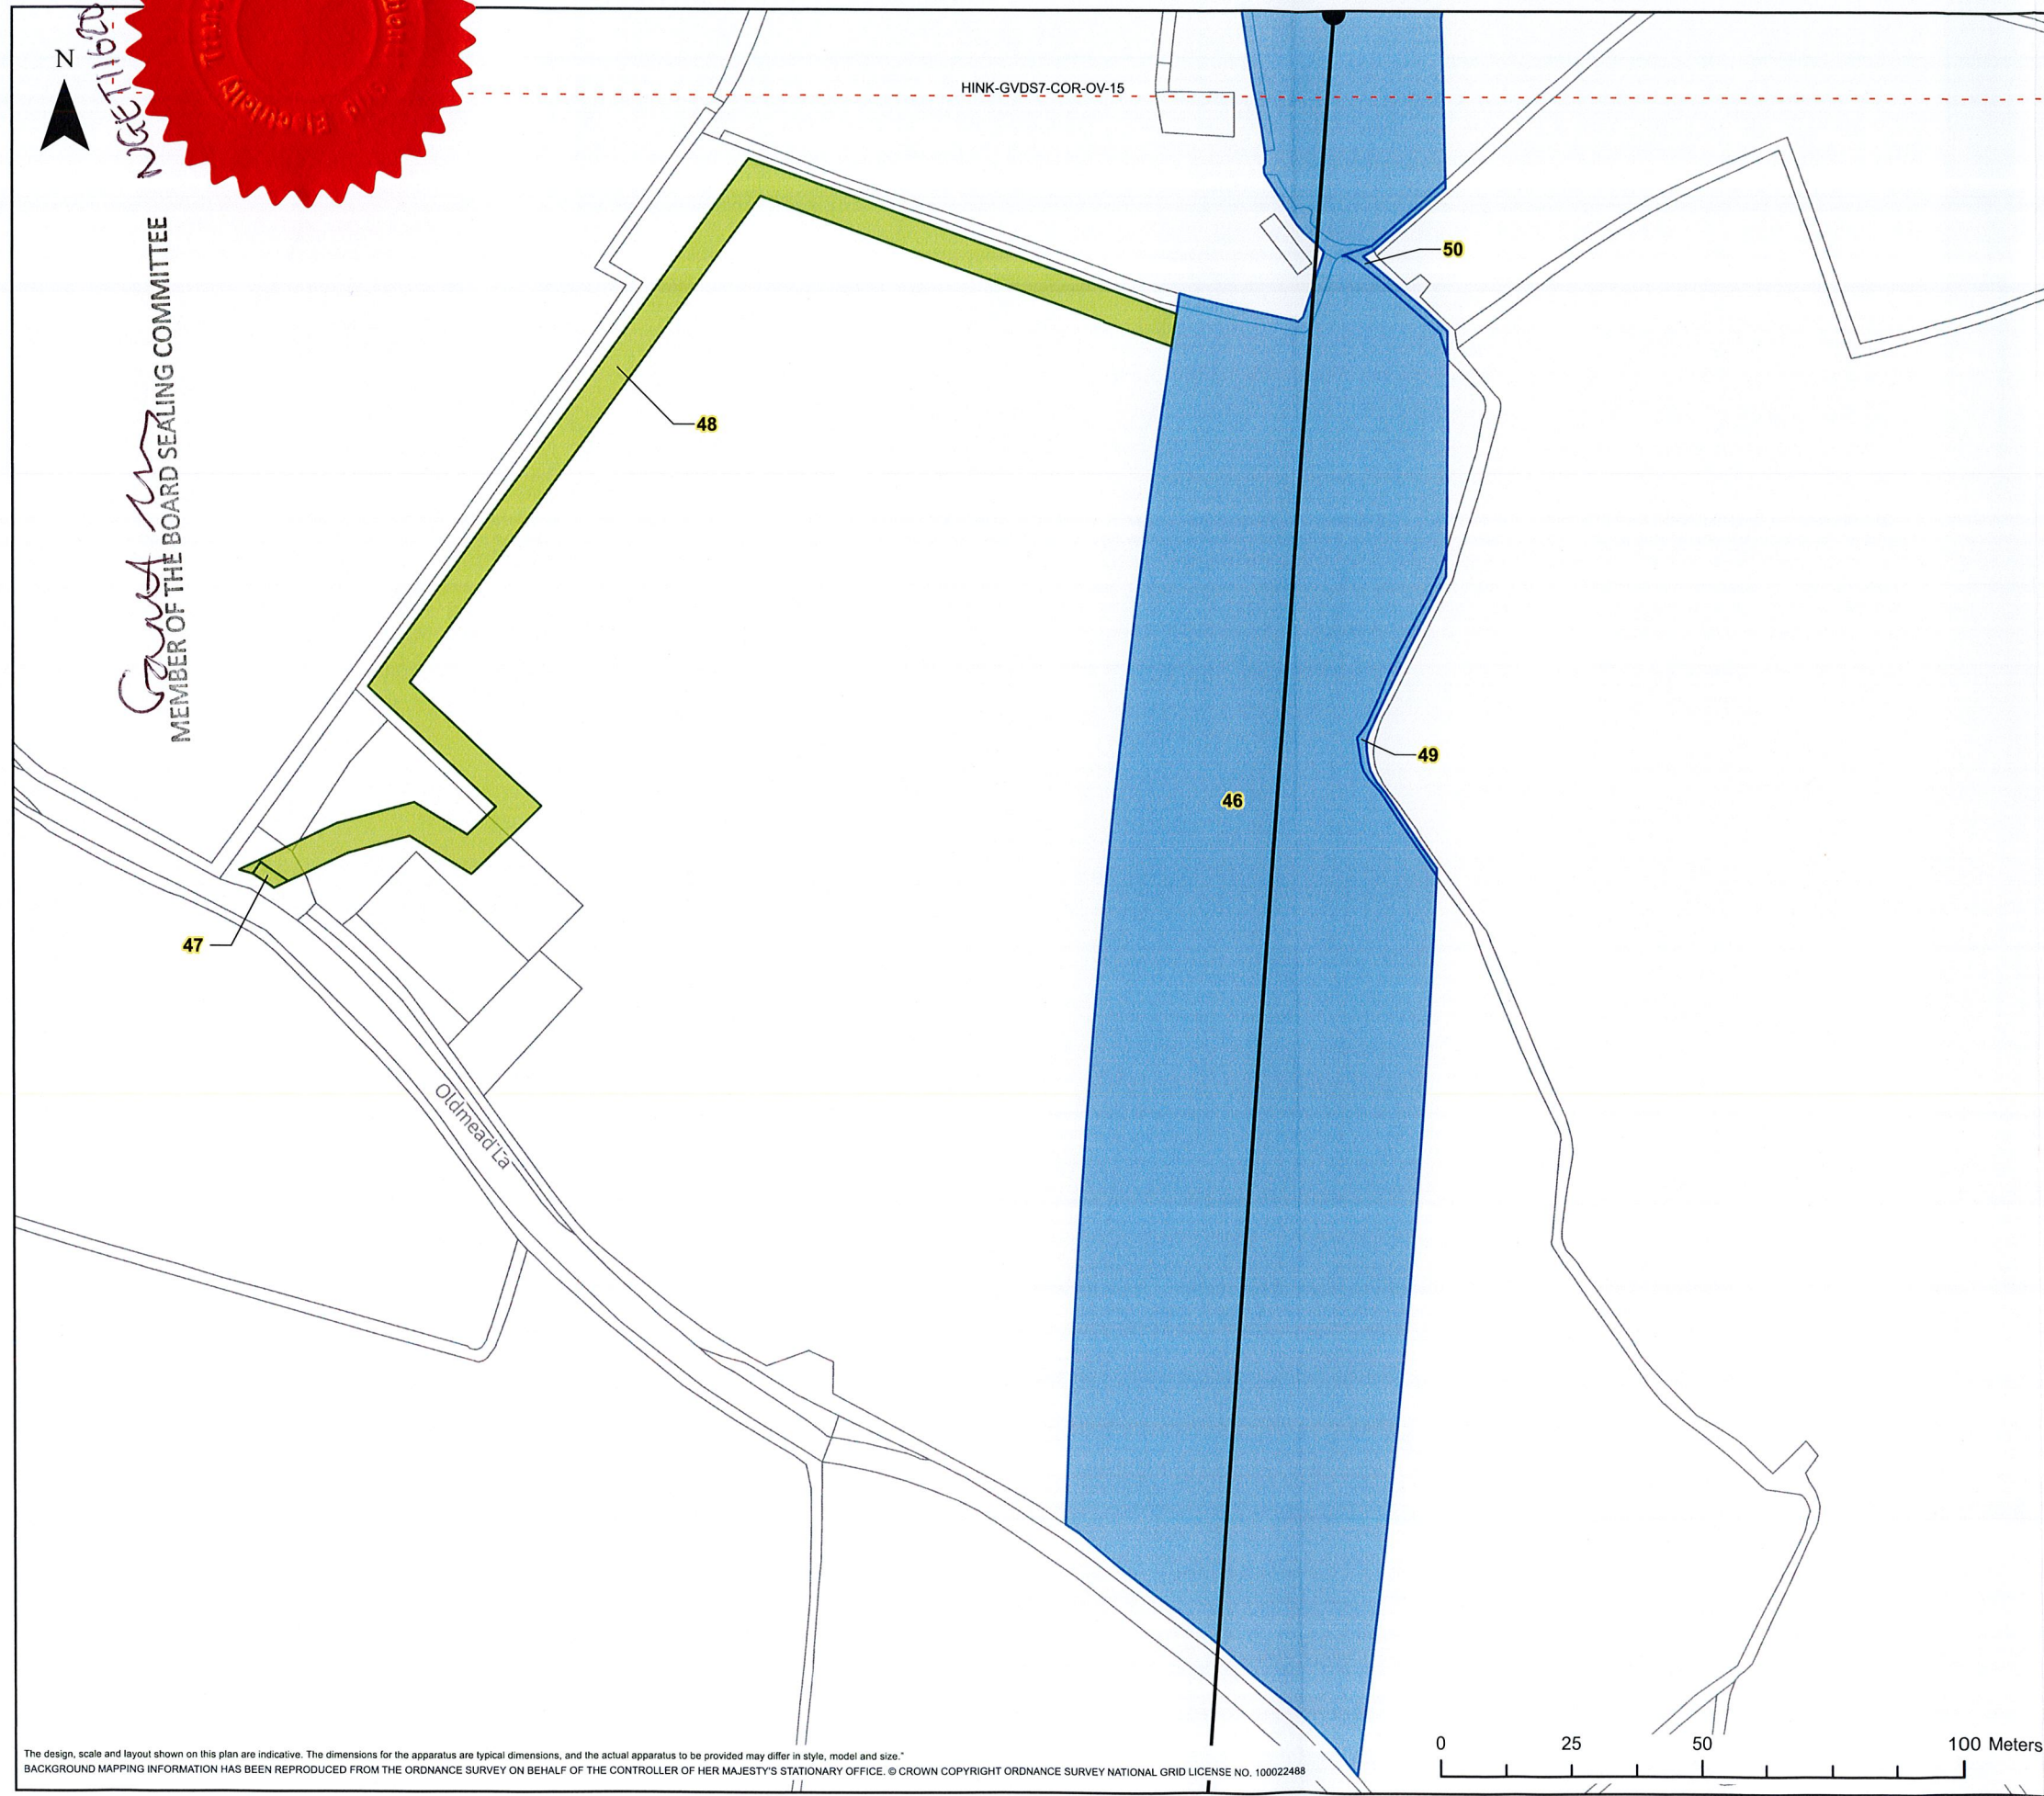 N
NGET11620
HINK-GVDS7-COR-OV-15
50
48
MEMBER OF THE BOARD SEALING COMMITTEE
49
46
47
Oldmead La
0 25 50 100 Meters
The design, scale and layout shown on this plan are indicative. The dimensions for the apparatus are typical dimensions, and the actual apparatus to be provided may differ in style, model and size."
BACKGROUND MAPPING INFORMATION HAS BEEN REPRODUCED FROM THE ORDNANCE SURVEY ON BEHALF OF THE CONTROLLER OF HER MAJESTY'S STATIONARY OFFICE. © CROWN COPYRIGHT ORDNANCE SURVEY NATIONAL GRID LICENSE NO. 100022488